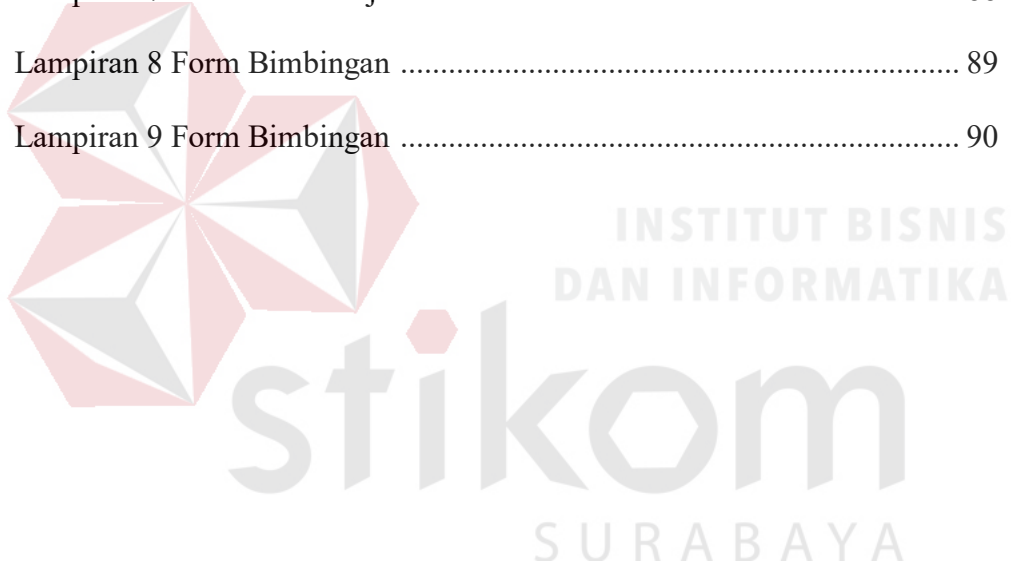 Lampiran 8 Form Bimbingan ...................................................................... 89
Lampiran 9 Form Bimbingan ...................................................................... 90
INSTITUT BISNIS
DAN INFORMATIKA
stikom
SURABAYA